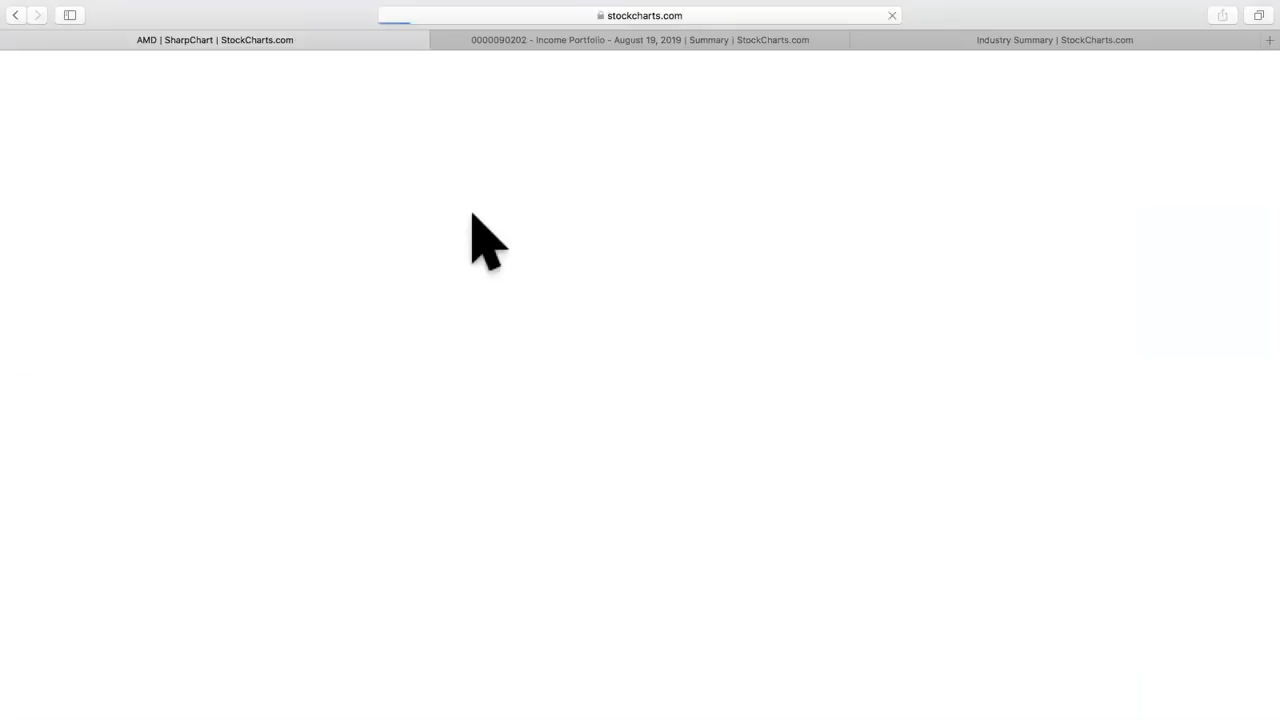 stockcharts.com
AMD | SharpChart | StockCharts.com
0000090202 - Income Portfolio - August 19, 2019 | Summary | StockCharts.com
Industry Summary | StockCharts.com